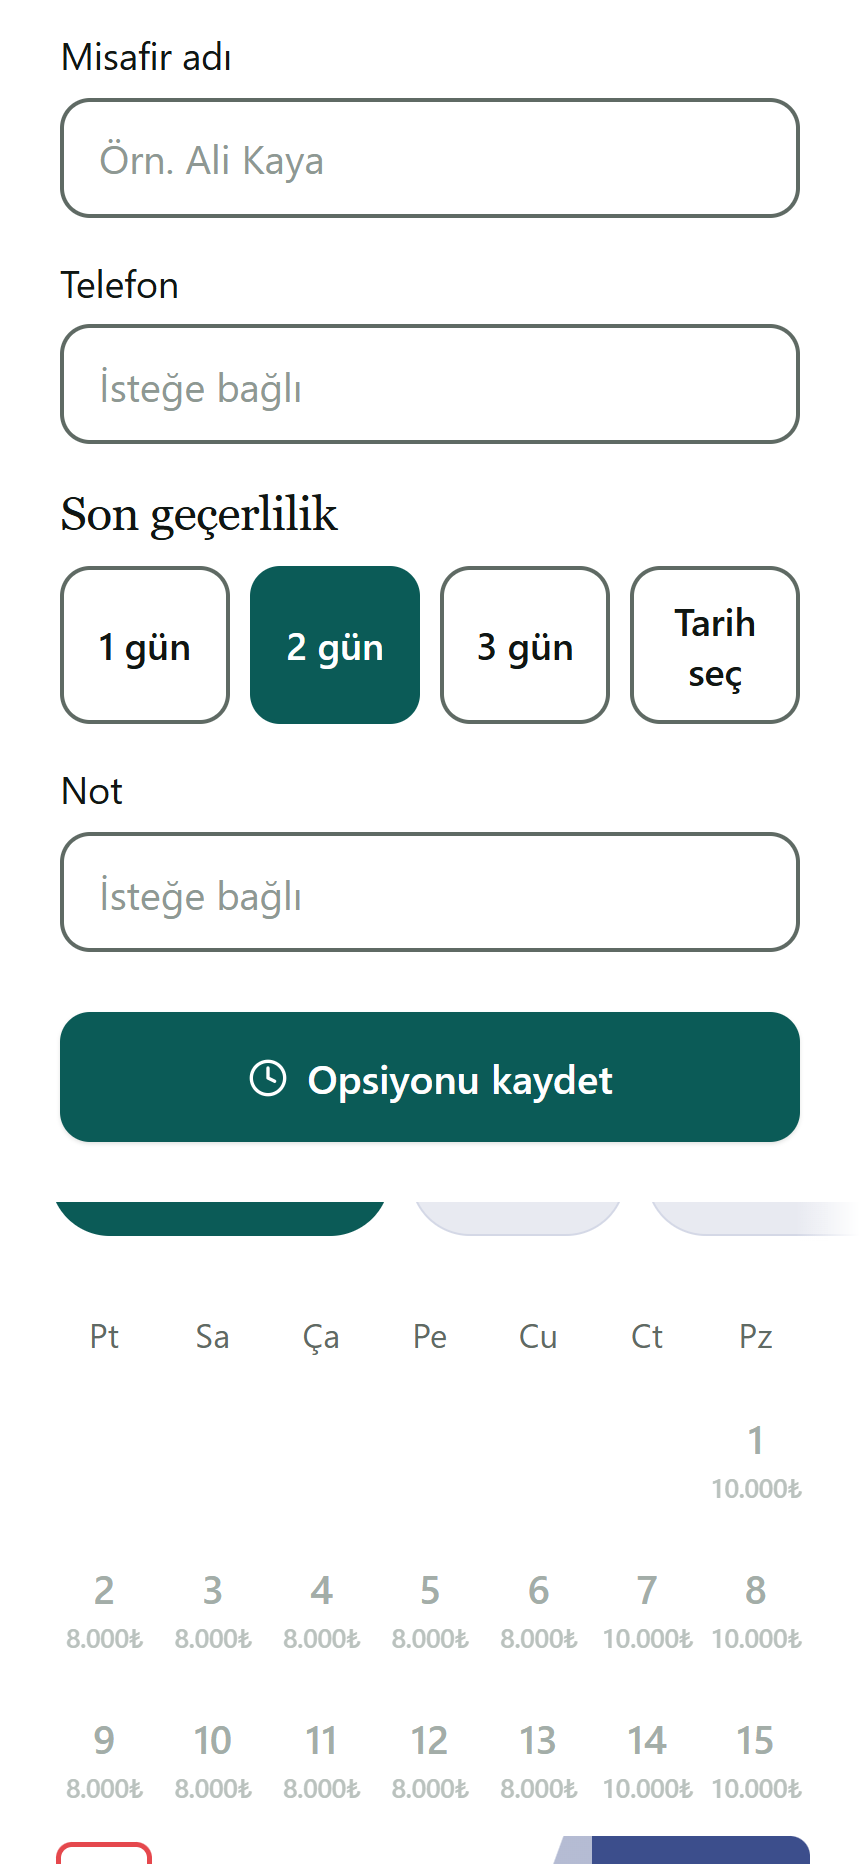 Misafir adı
Örn. Ali Kaya
Telefon
İsteğe bağlı
Son geçerlilik
1 gün 2 gün 3 gün Tarih seç
Not
İsteğe bağlı
Opsiyonu kaydet
Pt Sa Ça Pe Cu Ct Pz
1
10.000₺
2 3 4 5 6 7 8
8.000₺ 8.000₺ 8.000₺ 8.000₺ 8.000₺ 10.000₺ 10.000₺
9 10 11 12 13 14 15
8.000₺ 8.000₺ 8.000₺ 8.000₺ 8.000₺ 10.000₺ 10.000₺